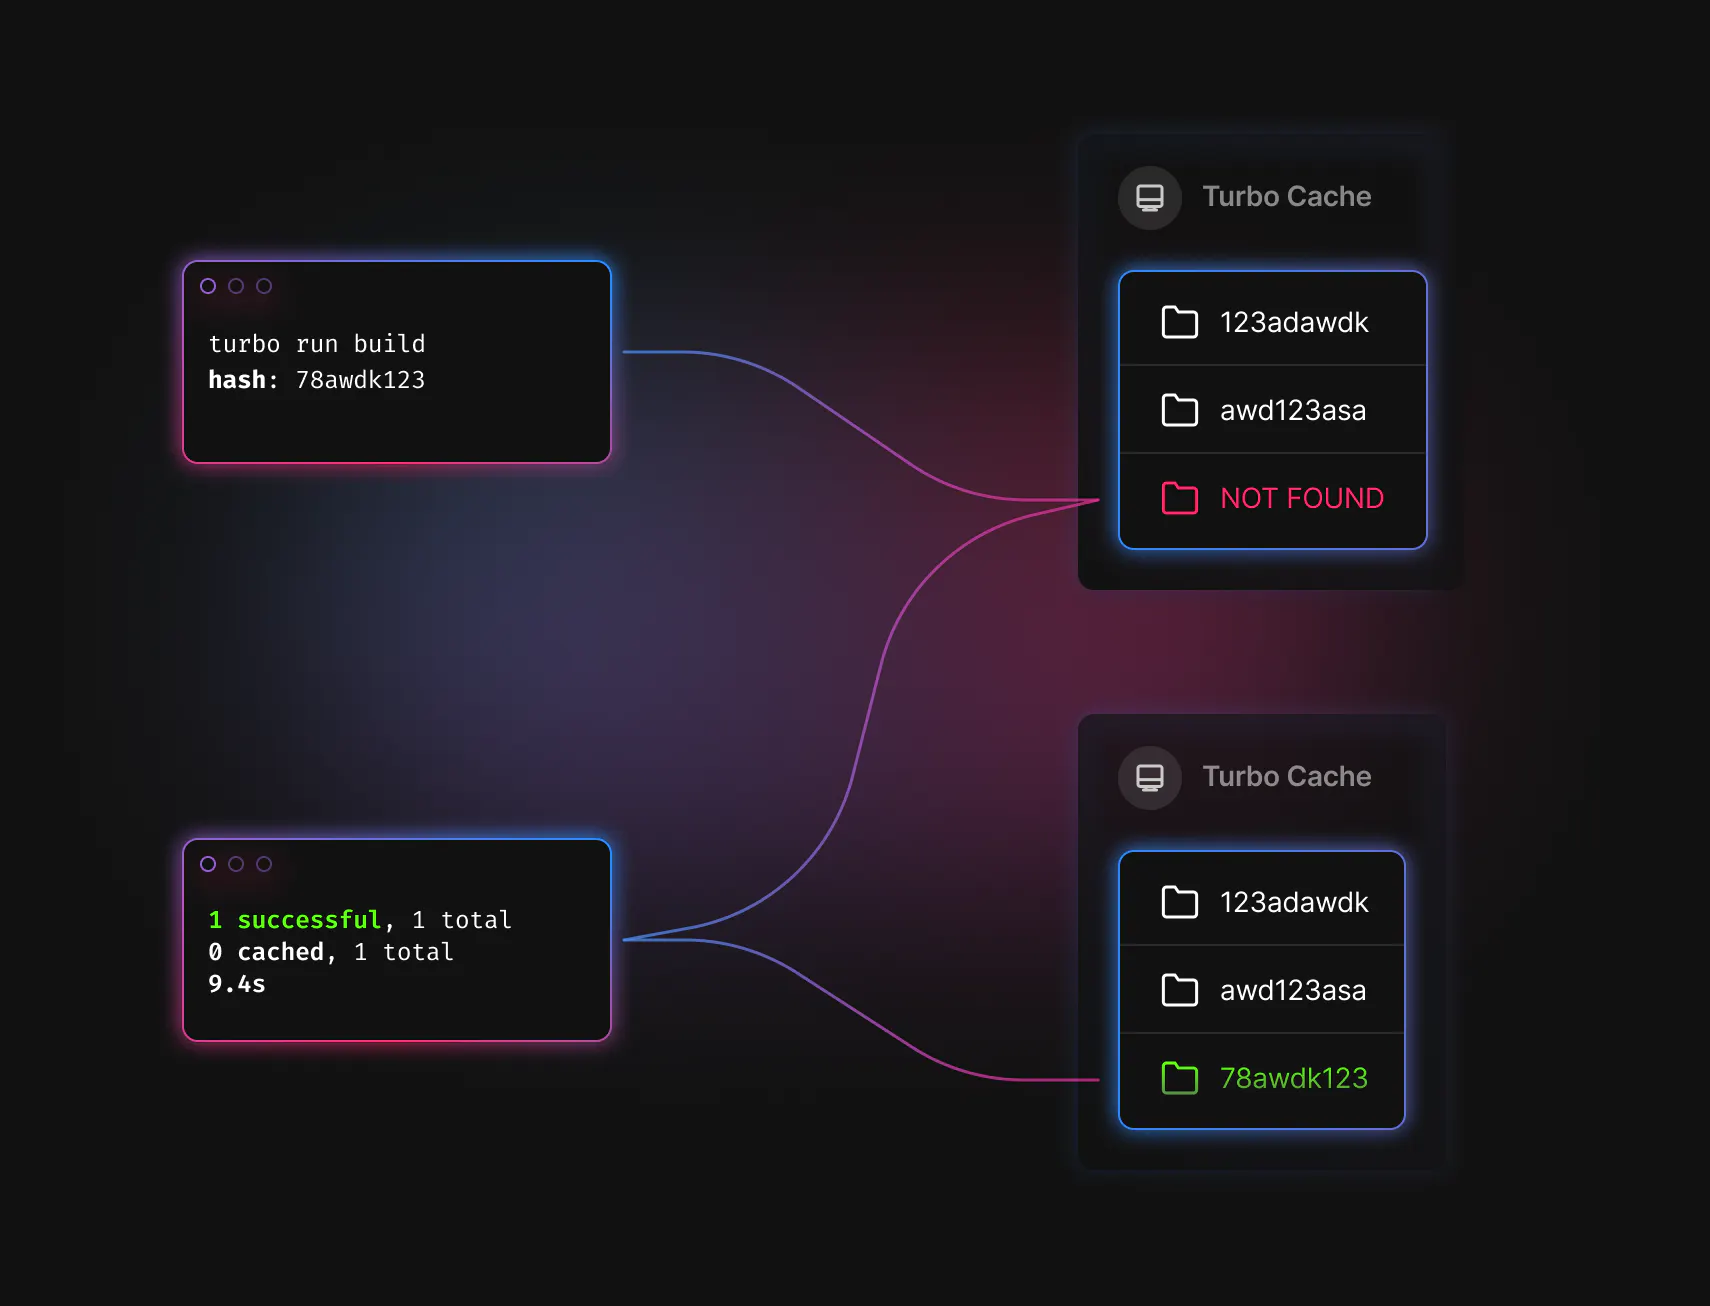 turbo run build
hash: 78awdk123
Turbo Cache
123adawdk
awd123asa
NOT FOUND
1 successful, 1 total
0 cached, 1 total
9.4s
Turbo Cache
123adawdk
awd123asa
78awdk123